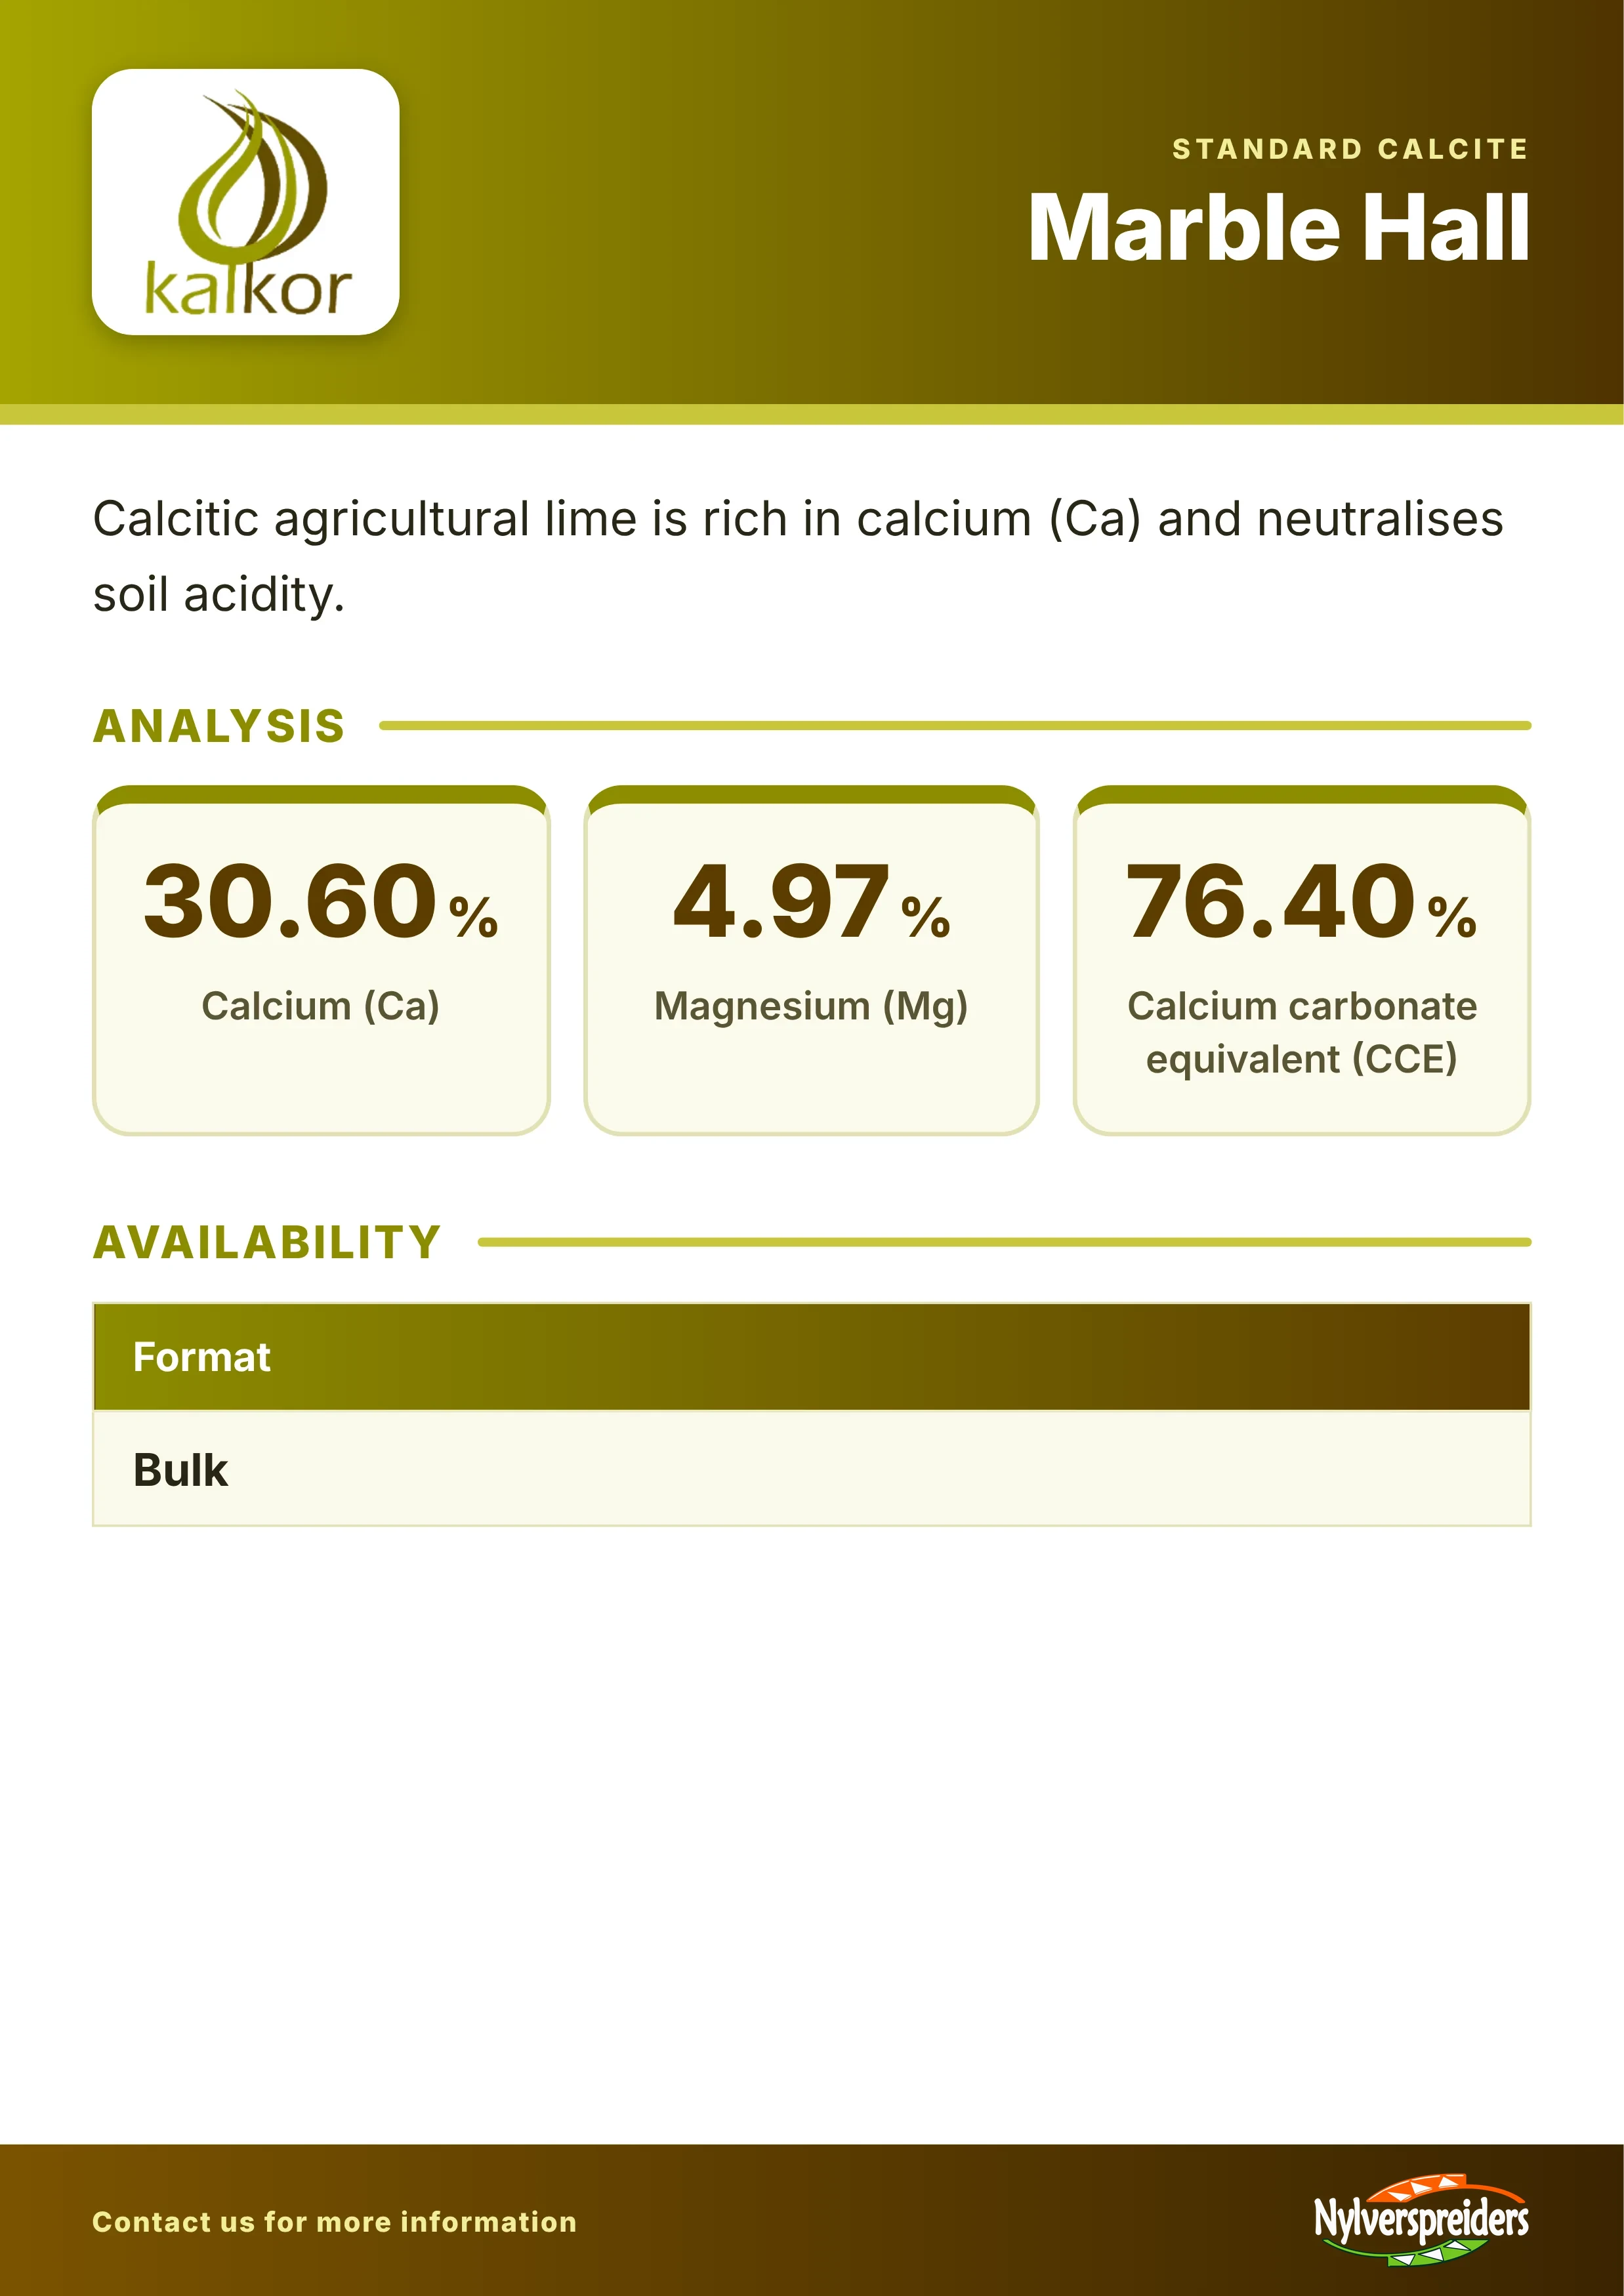 kalkor
STANDARD CALCITE
Marble Hall
Calcitic agricultural lime is rich in calcium (Ca) and neutralises
soil acidity.
ANALYSIS
30.60%
Calcium (Ca)
4.97%
Magnesium (Mg)
76.40%
Calcium carbonate
equivalent (CCE)
AVAILABILITY
Format
Bulk
Contact us for more information
Nylverspreiders